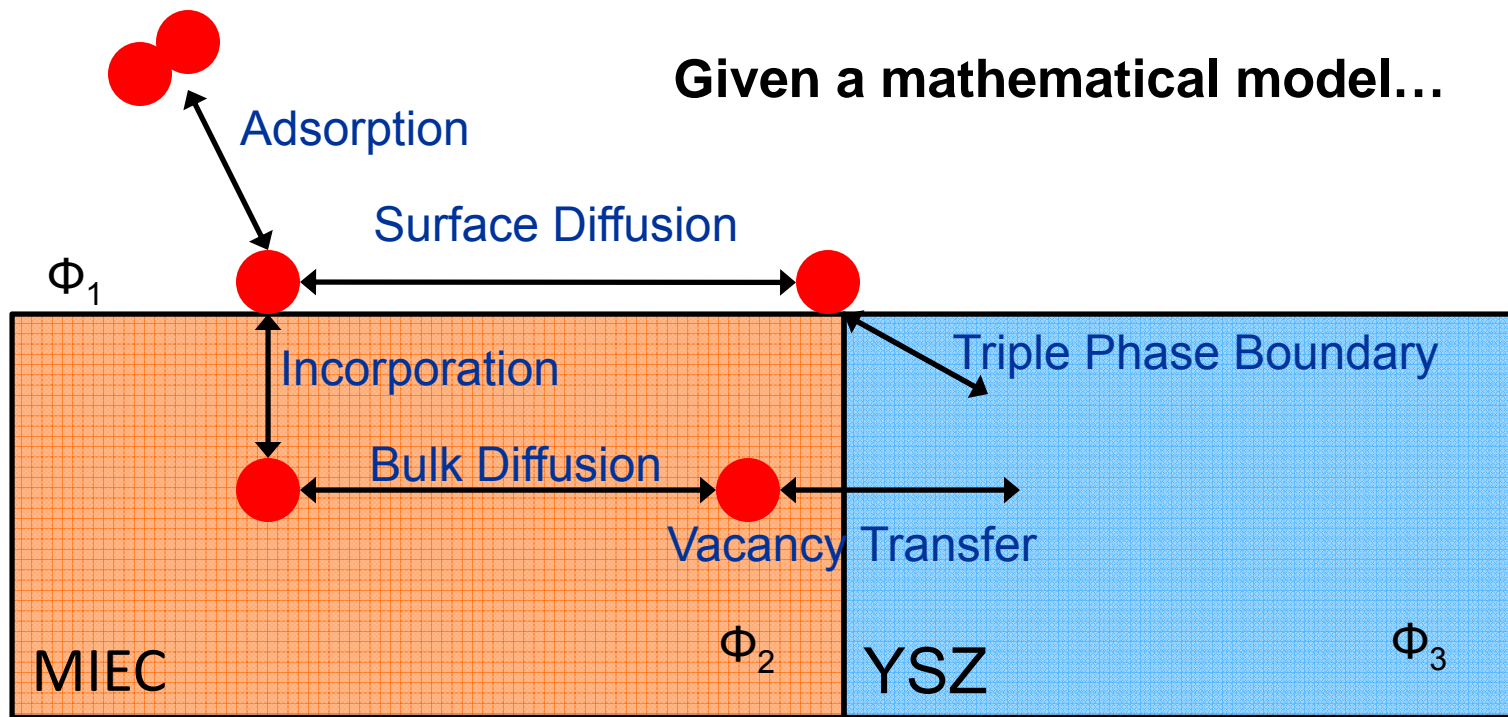 Given a mathematical model…
Adsorption
Surface Diffusion
Φ₁
Incorporation
Triple Phase Boundary
Bulk Diffusion
Vacancy Transfer
Φ₂
Φ₃
MIEC
YSZ